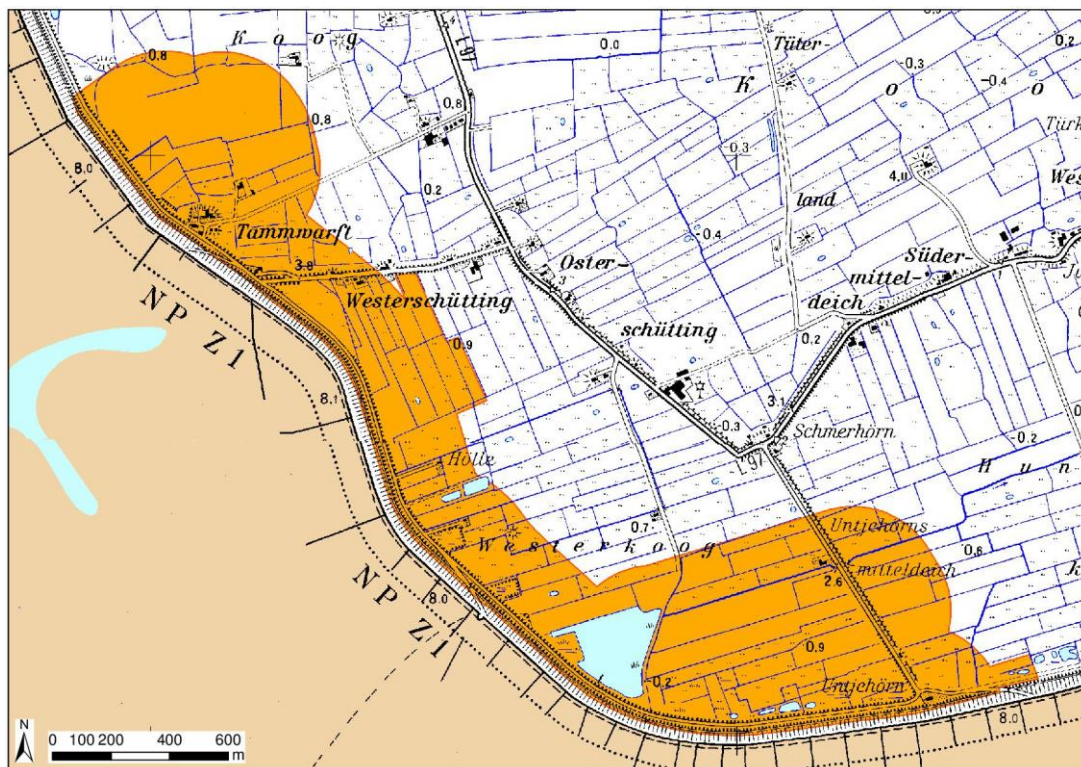 0.8
K o o g
0.8
8.0
0.8
0.2
Tammwarft
3.8
Westerschütting
NP Z1
8.1
0.9
0.0
Tüter-
K o o
-0.3
-0.4
0.2
-0.3
4.0
land
-0.4
Oster-
schütting
Süder-
mittel-
deich
0.2
3.1
-0.3
Schmerhörn
-0.2
H u n
Hölle
Westerkoog
0.7
8.0
NP Z1
Untjehörns
mitteldeich
2.6
0.6
k
0.9
-0.2
Untjehörn
8.0
N
0 100 200 400 600
m